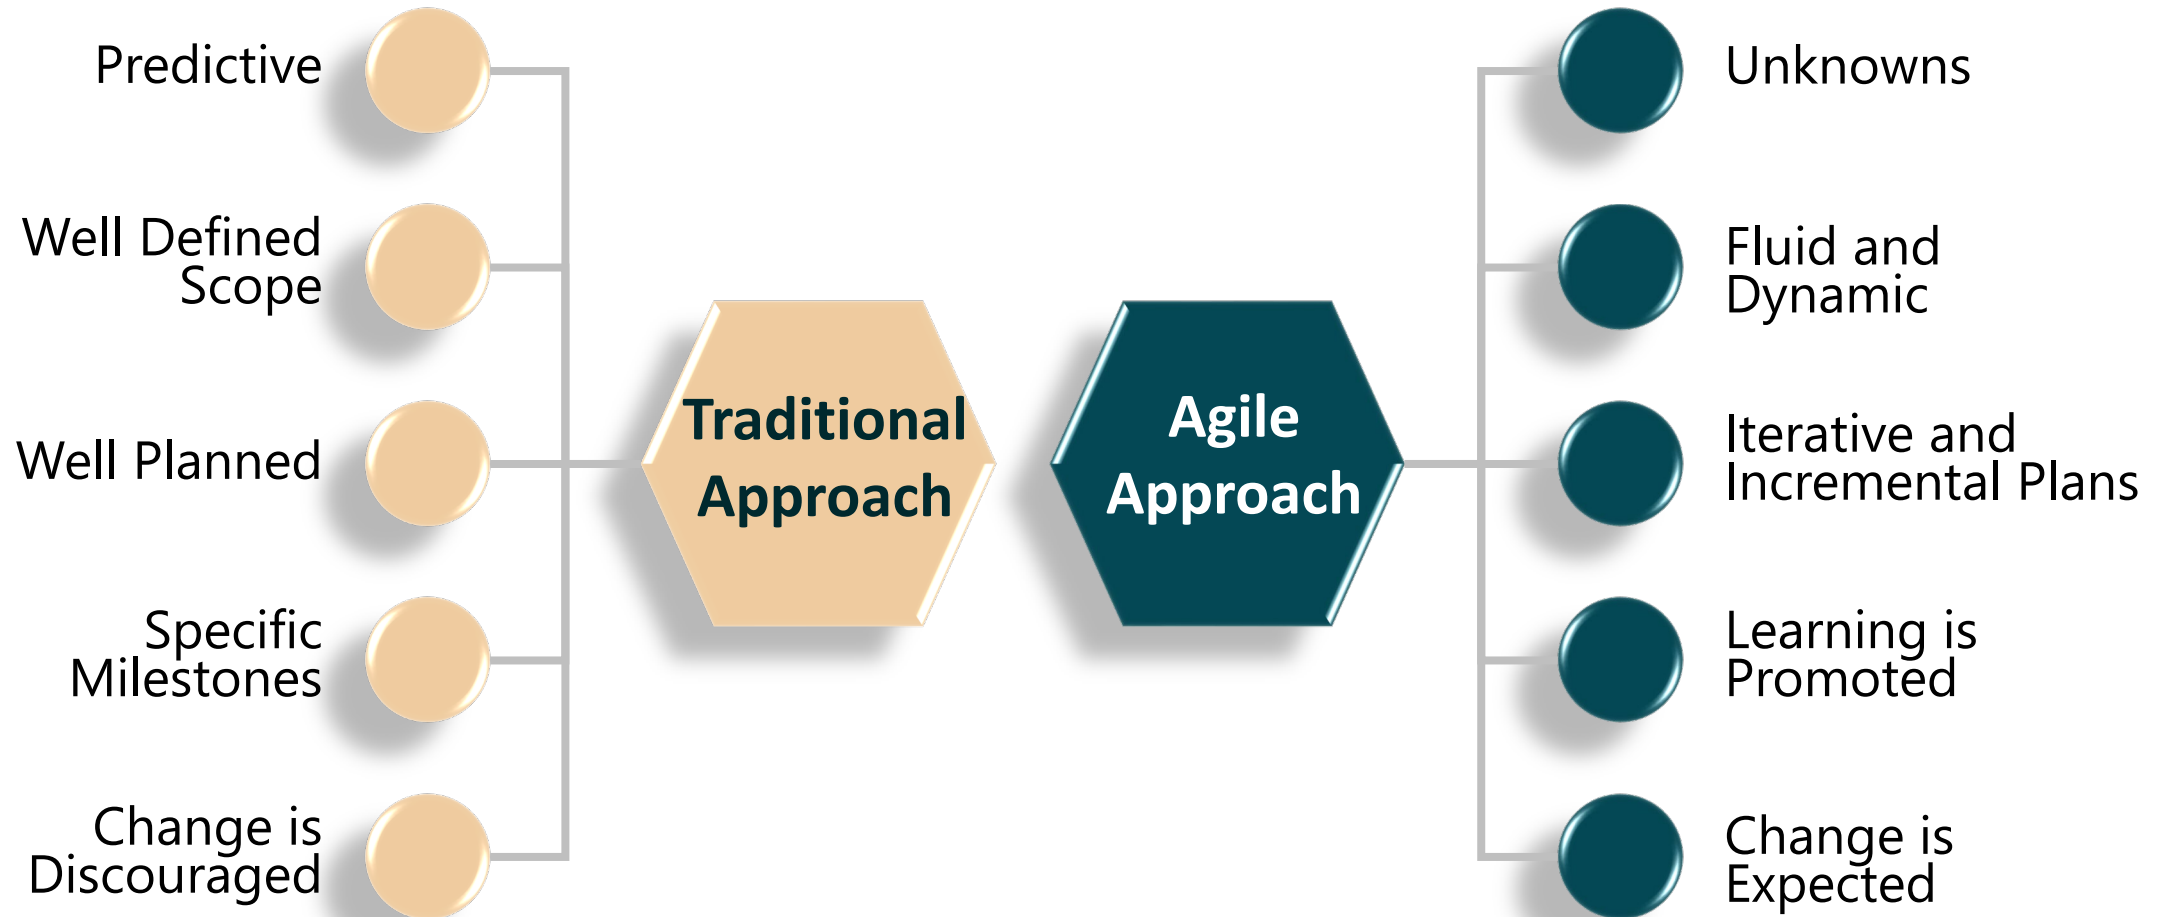 Predictive
Well Defined
Scope
Well Planned
Specific
Milestones
Change is
Discouraged
Traditional
Approach
Agile
Approach
Unknowns
Fluid and
Dynamic
Iterative and
Incremental Plans
Learning is
Promoted
Change is
Expected